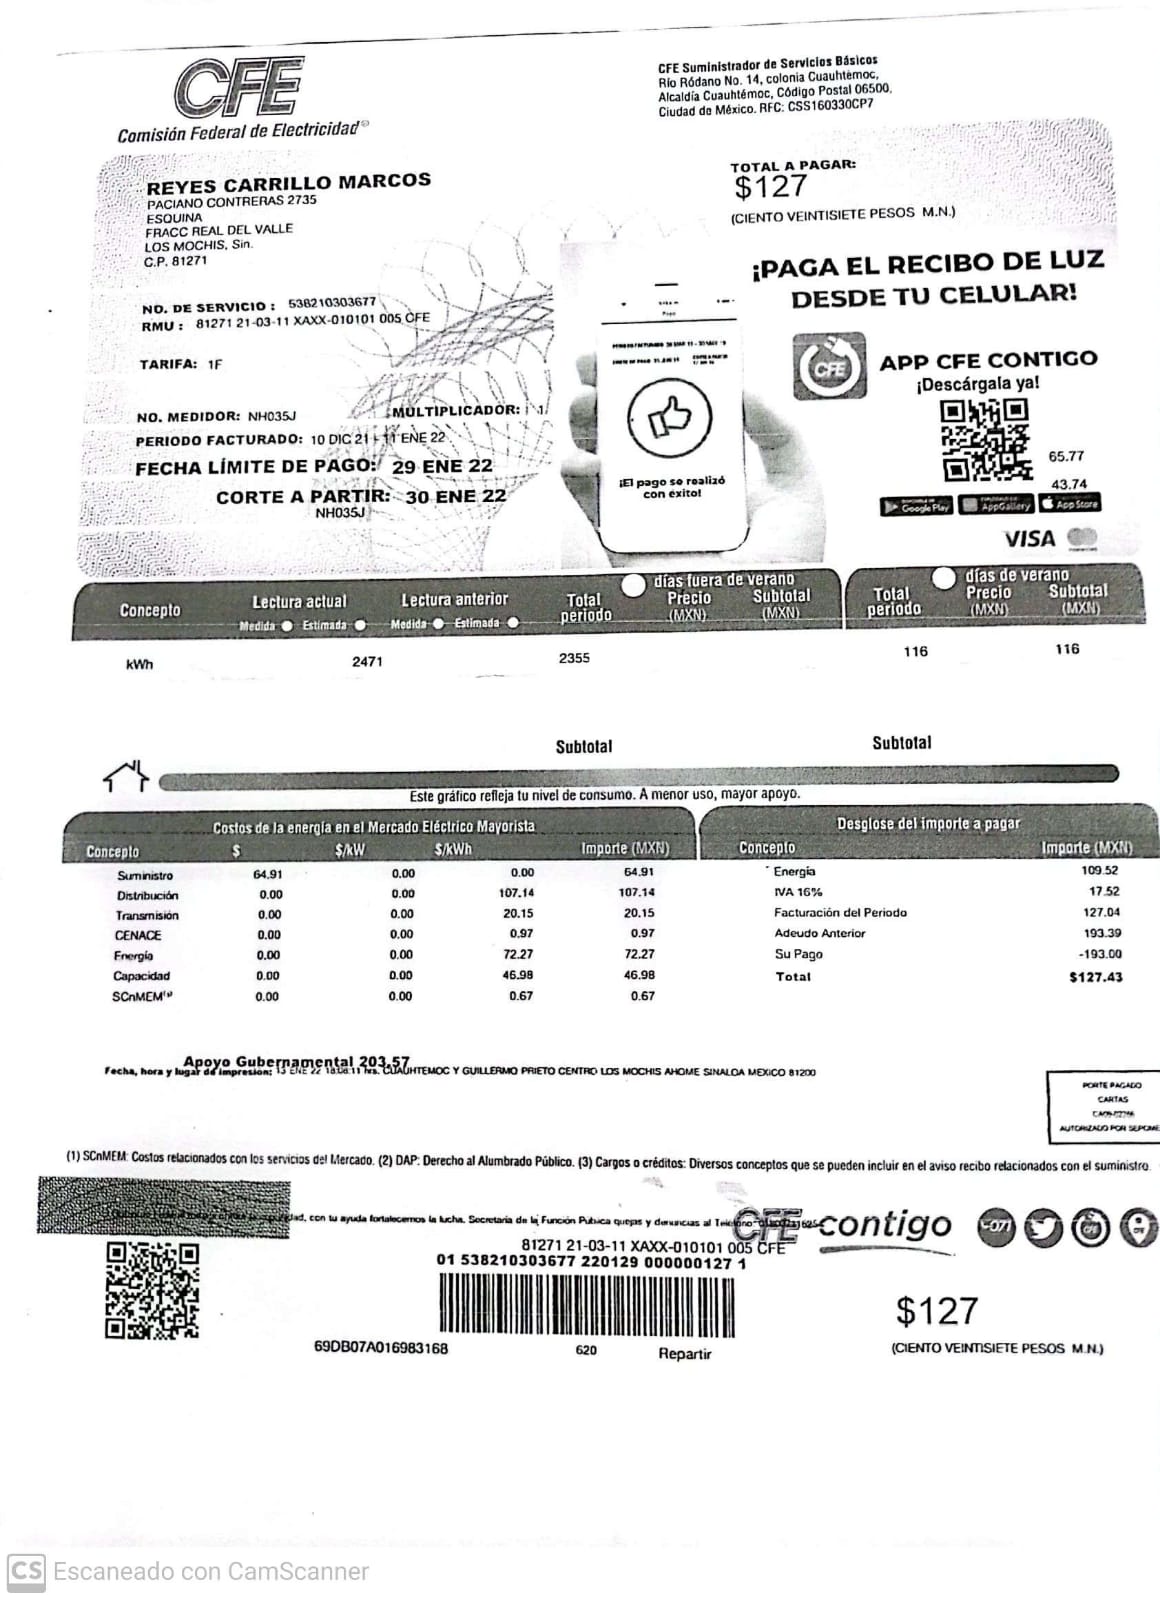 CFE
Comisión Federal de Electricidad®
CFE Suministrador de Servicios Básicos
Río Ródano No. 14, colonia Cuauhtémoc,
Alcaldía Cuauhtémoc, Código Postal 06500,
Ciudad de México. RFC: CSS160330CP7
REYES CARRILLO MARCOS
PACIANO CONTRERAS 2735
ESQUINA
FRACC REAL DEL VALLE
LOS MOCHIS, Sin.
C.P. 81271
TOTAL A PAGAR:
$127
(CIENTO VEINTISIETE PESOS M.N.)
NO. DE SERVICIO : 538210303677
RMU : 81271 21-03-11 XAXX-010101 005 CFE
TARIFA: 1F
NO. MEDIDOR: NH035J MULTIPLICADOR: 1
PERIODO FACTURADO: 10 DIC 21 - 11 ENE 22
FECHA LÍMITE DE PAGO: 29 ENE 22
CORTE A PARTIR: 30 ENE 22
NH035J
¡El pago se realizó
con éxito!
¡PAGA EL RECIBO DE LUZ
DESDE TU CELULAR!
CFE
APP CFE CONTIGO
¡Descárgala ya!
65.77
43.74
Google Play AppGallery App Store
VISA
Concepto Lectura actual Lectura anterior Total periodo días fuera de verano Precio (MXN) Subtotal (MXN) Total periodo días de verano Precio (MXN) Subtotal (MXN)
Medida Estimada Medida Estimada
kWh 2471 2355 116 116
Subtotal Subtotal
Este gráfico refleja tu nivel de consumo. A menor uso, mayor apoyo.
Costos de la energía en el Mercado Eléctrico Mayorista
Concepto $ $/kW $/kWh Importe (MXN)
Suministro 64.91 0.00 0.00 64.91
Distribución 0.00 0.00 107.14 107.14
Transmisión 0.00 0.00 20.15 20.15
CENACE 0.00 0.00 0.97 0.97
Energía 0.00 0.00 72.27 72.27
Capacidad 0.00 0.00 46.98 46.98
SCnMEM(1) 0.00 0.00 0.67 0.67
Desglose del importe a pagar
Concepto Importe (MXN)
Energía 109.52
IVA 16% 17.52
Facturación del Periodo 127.04
Adeudo Anterior 193.39
Su Pago -193.00
Total $127.43
Apoyo Gubernamental 203.57
Fecha, hora y lugar de impresión: 13 ENE 22 18:08:11 hrs. CUAUHTEMOC Y GUILLERMO PRIETO CENTRO LOS MOCHIS AHOME SINALOA MEXICO 81200
PORTE PAGADO
CARTAS
AUTORIZADO POR SEPOME
(1) SCnMEM: Costos relacionados con los servicios del Mercado. (2) DAP: Derecho al Alumbrado Público. (3) Cargos o créditos: Diversos conceptos que se pueden incluir en el aviso recibo relacionados con el suministro.
con tu ayuda fortalecemos la lucha. Secretaría de la Función Pública quejas y denuncias al
CFE contigo
81271 21-03-11 XAXX-010101 005 CFE
01 538210303677 220129 000000127 1
69DB07A016983168 620 Repartir
$127
(CIENTO VEINTISIETE PESOS M.N.)
CS Escaneado con CamScanner